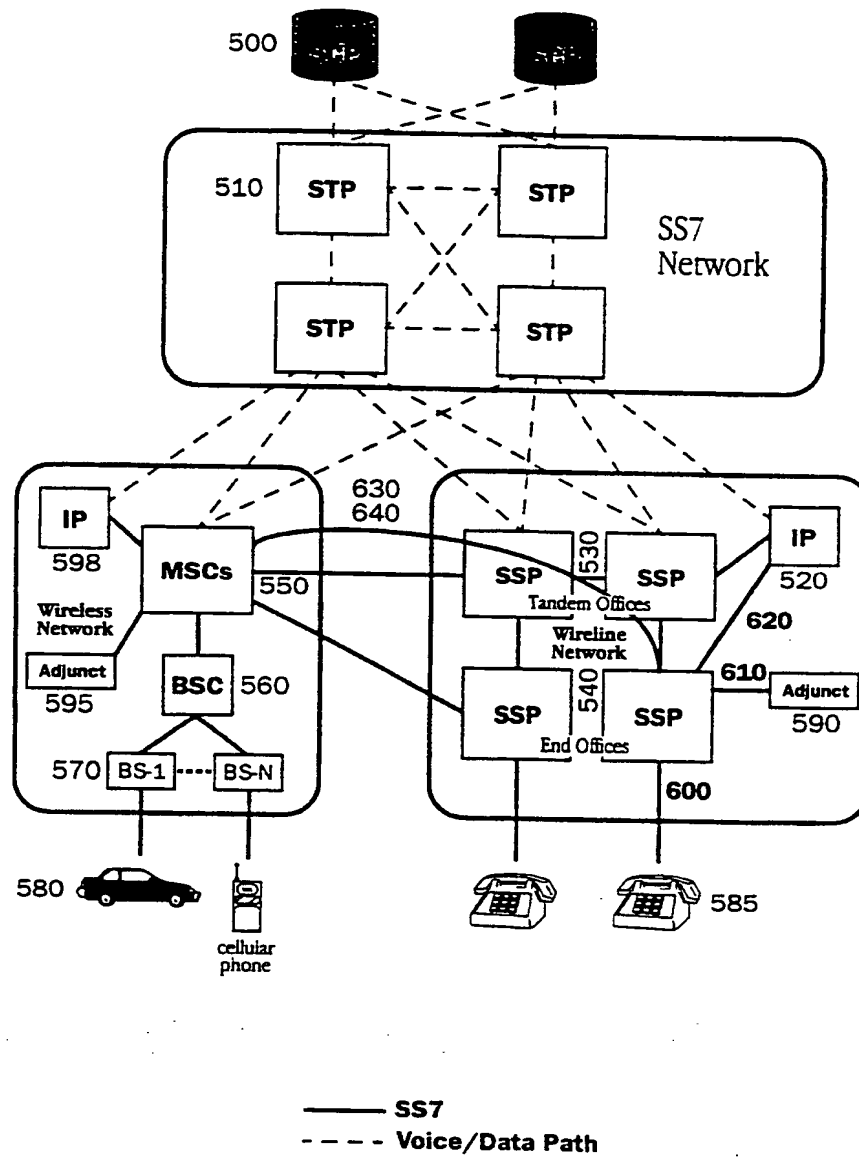 500
510
STP
STP
SS7
Network
STP
STP
630
640
IP
598
MSCs
550
SSP
530
SSP
IP
520
Tandem Offices
Wireless
Network
Wireline
Network
620
Adjunct
595
BSC
560
SSP
540
SSP
610
Adjunct
590
End Offices
570
BS-1
BS-N
600
580
cellular
phone
585
SS7
Voice/Data Path